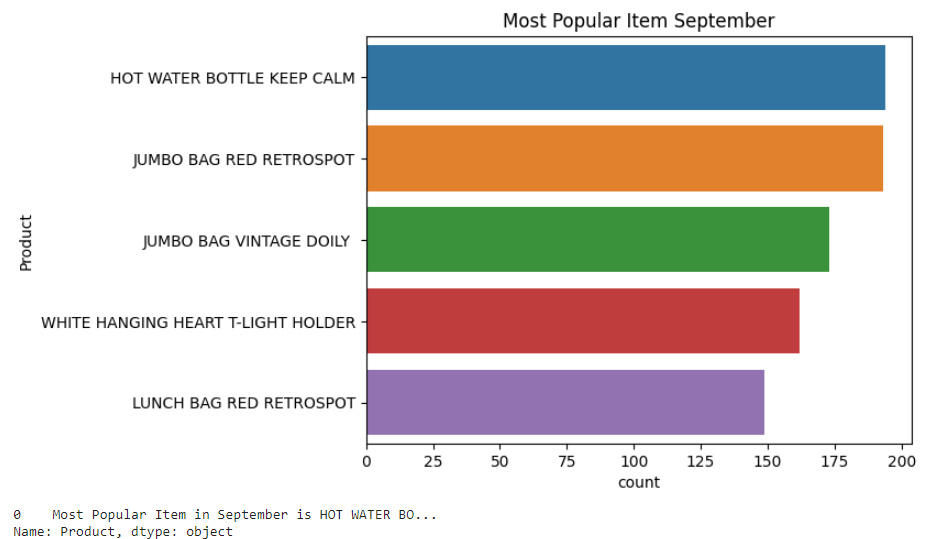 Most Popular Item September
HOT WATER BOTTLE KEEP CALM
JUMBO BAG RED RETROSPOT
JUMBO BAG VINTAGE DOILY
WHITE HANGING HEART T-LIGHT HOLDER
LUNCH BAG RED RETROSPOT
Product
0 25 50 75 100 125 150 175 200
count
0    Most Popular Item in September is HOT WATER BO...
Name: Product, dtype: object